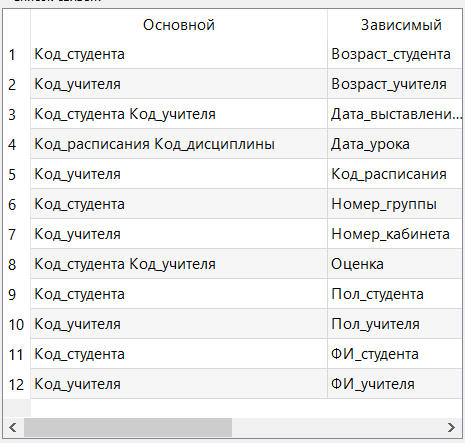 Основной Зависимый
1 Код_студента Возраст_студента
2 Код_учителя Возраст_учителя
3 Код_студента Код_учителя Дата_выставлени...
4 Код_расписания Код_дисциплины Дата_урока
5 Код_учителя Код_расписания
6 Код_студента Номер_группы
7 Код_учителя Номер_кабинета
8 Код_студента Код_учителя Оценка
9 Код_студента Пол_студента
10 Код_учителя Пол_учителя
11 Код_студента ФИ_студента
12 Код_учителя ФИ_учителя